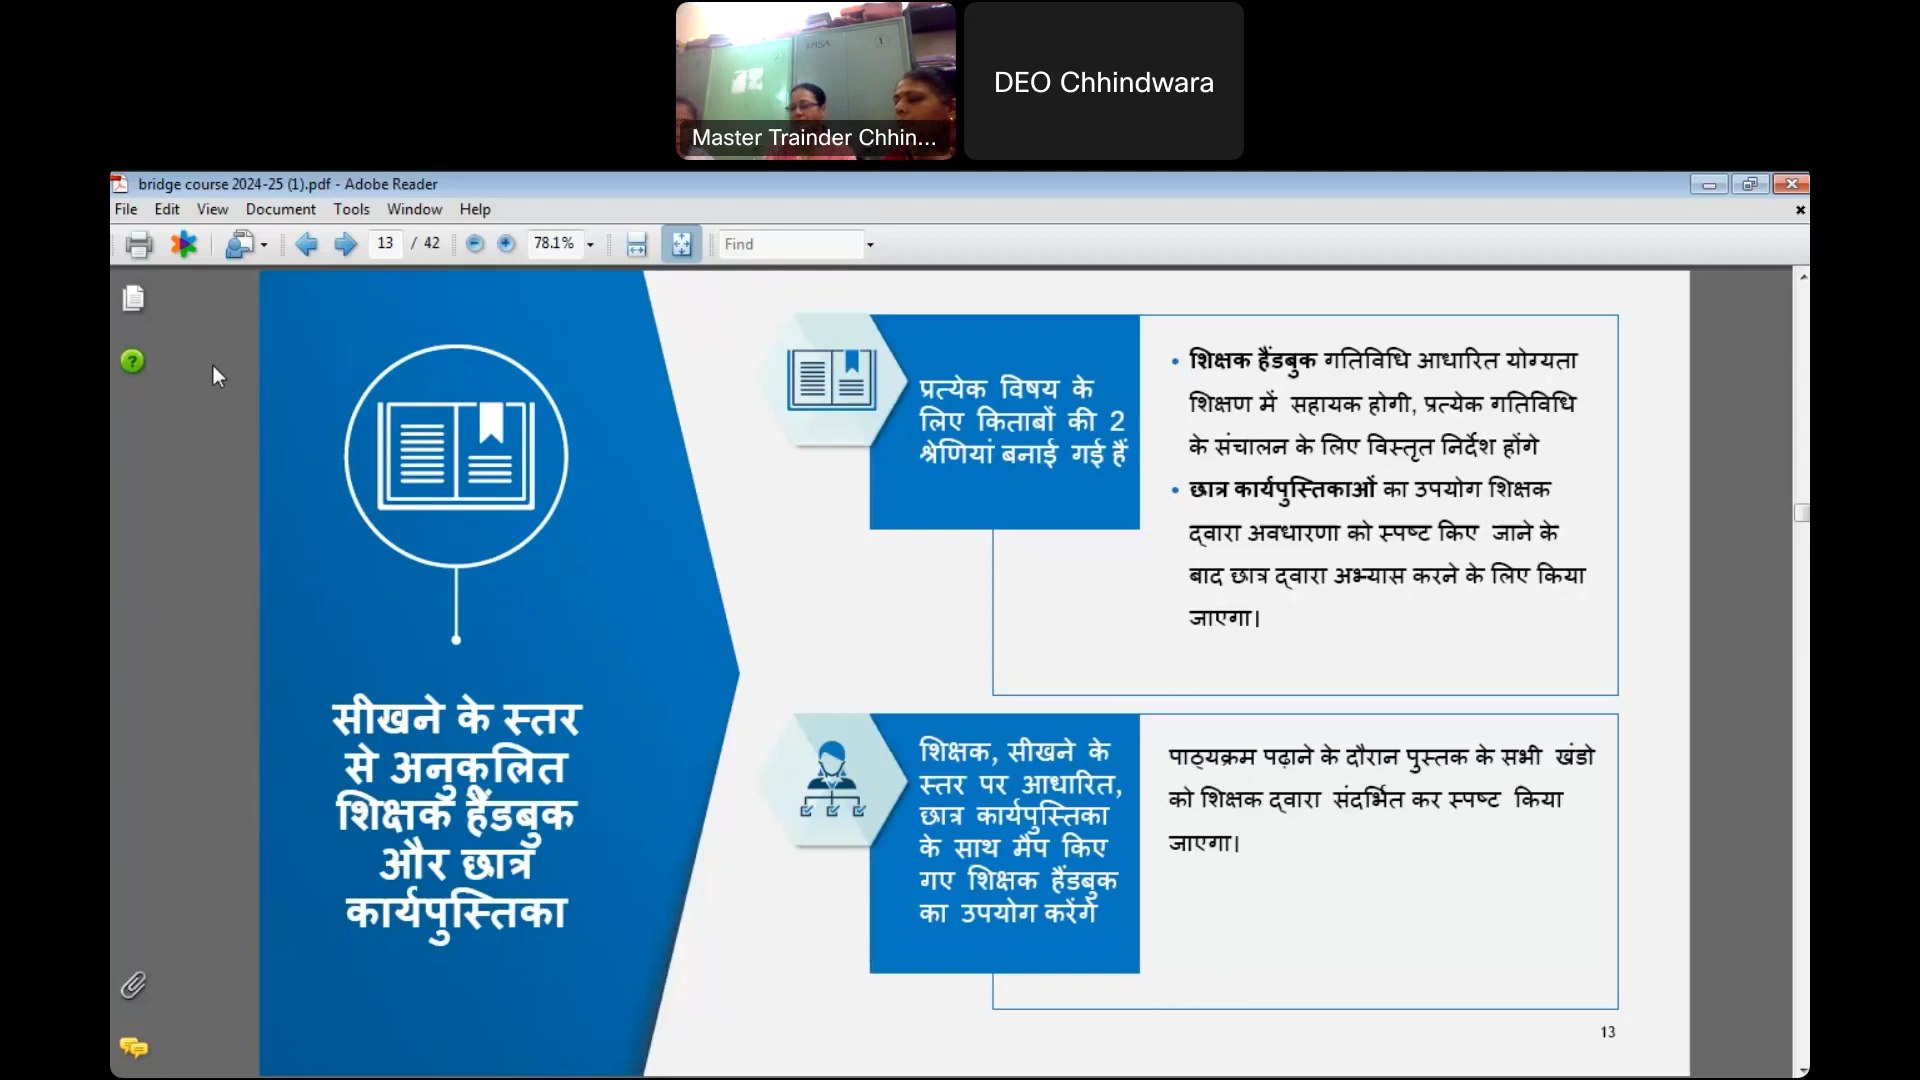 RMSA
1
Master Trainder Chhin...
DEO Chhindwara
bridge course 2024-25 (1).pdf - Adobe Reader
File Edit View Document Tools Window Help
13 / 42 78.1% Find
सीखने के स्तर
से अनुकूलित
शिक्षक हैंडबुक
और छात्र
कार्यपुस्तिका
प्रत्येक विषय के
लिए किताबों की 2
श्रेणियां बनाई गई हैं
• शिक्षक हैंडबुक गतिविधि आधारित योग्यता
शिक्षण में सहायक होगी, प्रत्येक गतिविधि
के संचालन के लिए विस्तृत निर्देश होंगे
• छात्र कार्यपुस्तिकाओं का उपयोग शिक्षक
द्वारा अवधारणा को स्पष्ट किए जाने के
बाद छात्र द्वारा अभ्यास करने के लिए किया
जाएगा।
शिक्षक, सीखने के
स्तर पर आधारित,
छात्र कार्यपुस्तिका
के साथ मैप किए
गए शिक्षक हैंडबुक
का उपयोग करेंगे
पाठ्यक्रम पढ़ाने के दौरान पुस्तक के सभी खंडो
को शिक्षक द्वारा संदर्भित कर स्पष्ट किया
जाएगा।
13